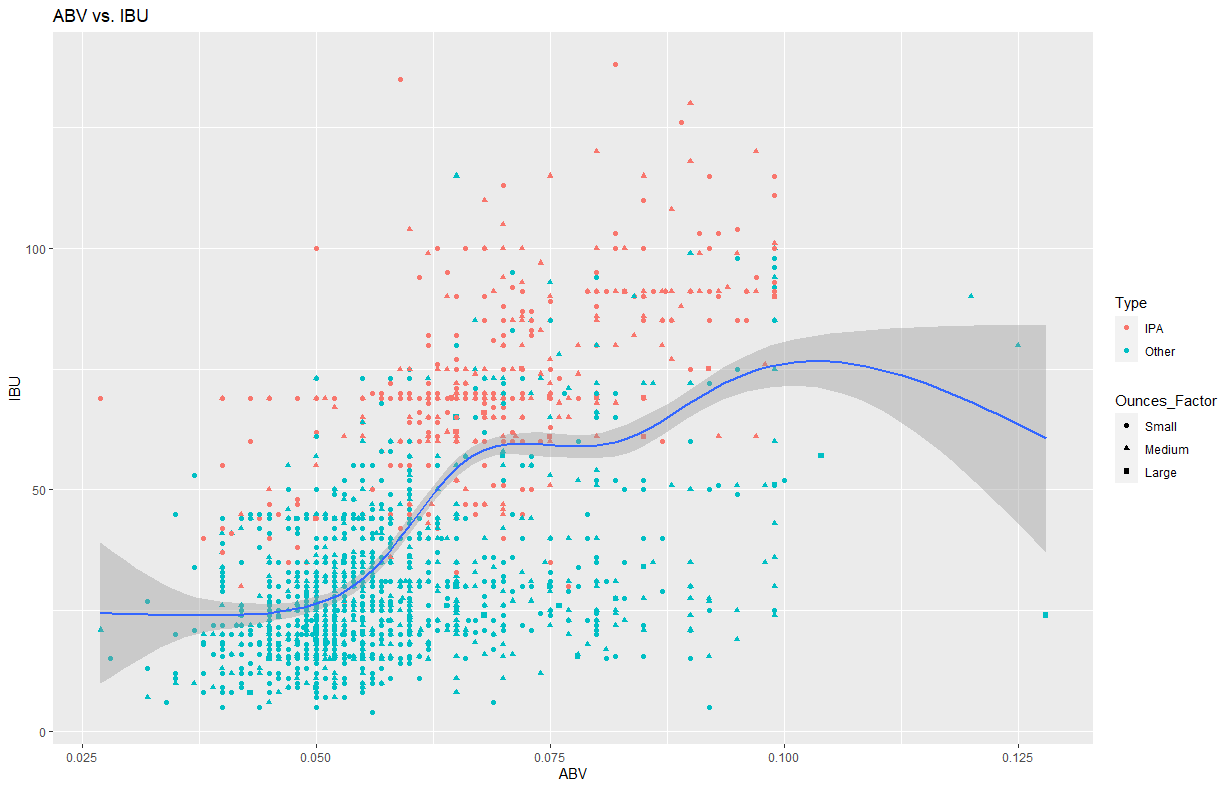 ABV vs. IBU
IBU
100
50
0
0.025
0.050
0.075
0.100
0.125
ABV
Type
IPA
Other
Ounces_Factor
Small
Medium
Large